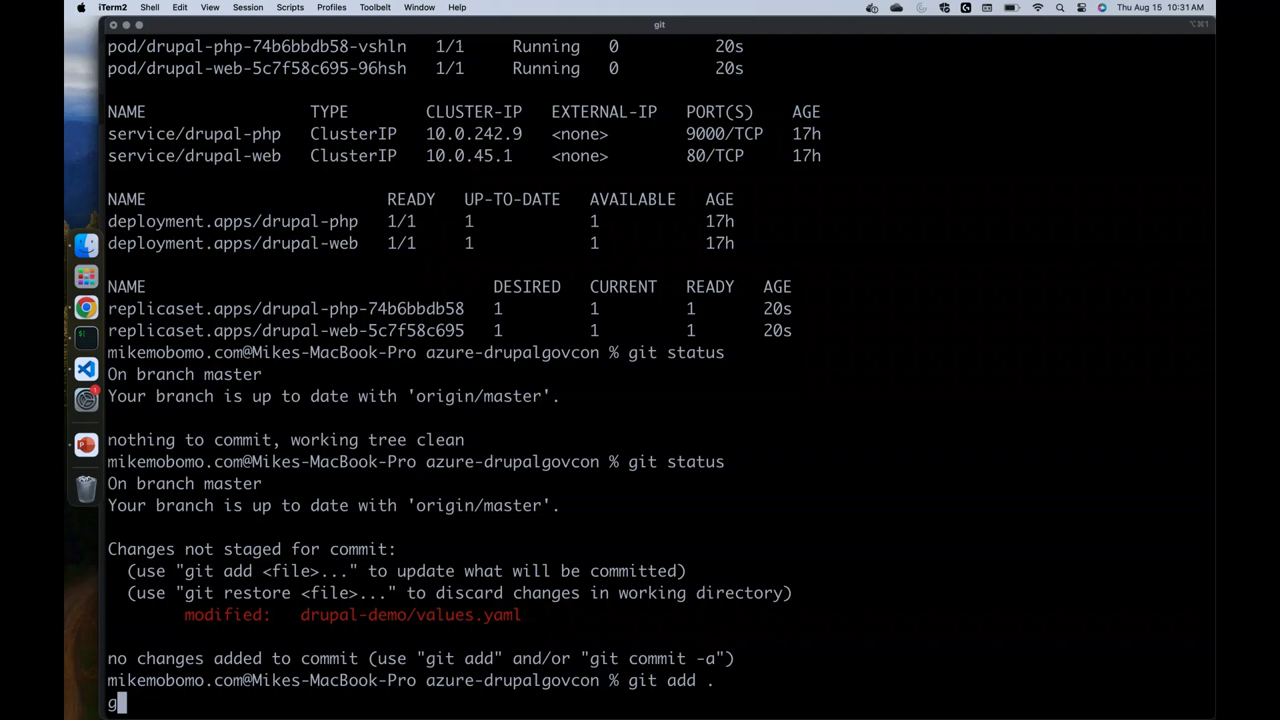 iTerm2 Shell Edit View Session Scripts Profiles Toolbelt Window Help Thu Aug 15 10:31 AM
git ⌥⌘1
pod/drupal-php-74b6bbdb58-vshln 1/1 Running 0 20s
pod/drupal-web-5c7f58c695-96hsh 1/1 Running 0 20s
NAME TYPE CLUSTER-IP EXTERNAL-IP PORT(S) AGE
service/drupal-php ClusterIP 10.0.242.9 <none> 9000/TCP 17h
service/drupal-web ClusterIP 10.0.45.1 <none> 80/TCP 17h
NAME READY UP-TO-DATE AVAILABLE AGE
deployment.apps/drupal-php 1/1 1 1 17h
deployment.apps/drupal-web 1/1 1 1 17h
NAME DESIRED CURRENT READY AGE
replicaset.apps/drupal-php-74b6bbdb58 1 1 1 20s
replicaset.apps/drupal-web-5c7f58c695 1 1 1 20s
mikemobomo.com@Mikes-MacBook-Pro azure-drupalgovcon % git status
On branch master
Your branch is up to date with 'origin/master'.
nothing to commit, working tree clean
mikemobomo.com@Mikes-MacBook-Pro azure-drupalgovcon % git status
On branch master
Your branch is up to date with 'origin/master'.
Changes not staged for commit:
(use "git add <file>..." to update what will be committed)
(use "git restore <file>..." to discard changes in working directory)
modified: drupal-demo/values.yaml
no changes added to commit (use "git add" and/or "git commit -a")
mikemobomo.com@Mikes-MacBook-Pro azure-drupalgovcon % git add .
g